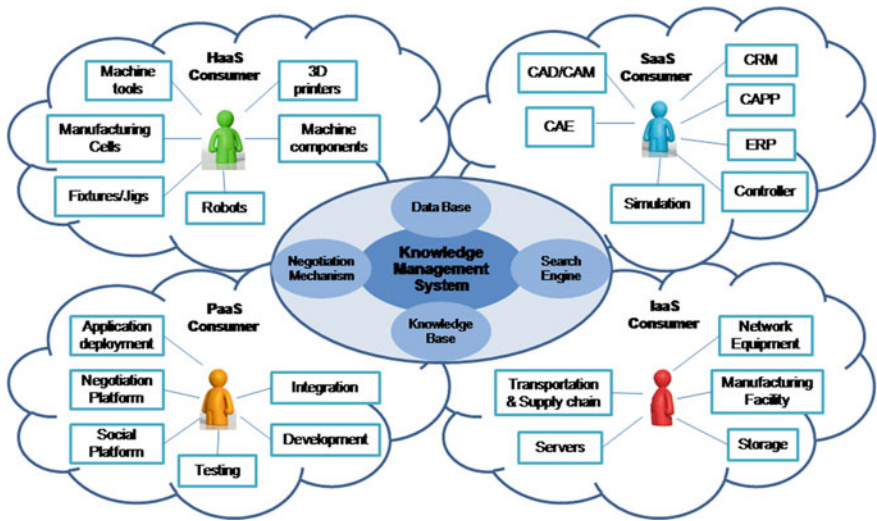 HaaS
Consumer
Machine
tools
3D
printers
Manufacturing
Cells
Machine
components
Fixtures/Jigs
Robots
SaaS
Consumer
CAD/CAM
CRM
CAPP
CAE
ERP
Simulation
Controller
Data Base
Negotiation
Mechanism
Knowledge
Management
System
Search
Engine
Knowledge
Base
PaaS
Consumer
Application
deployment
Negotiation
Platform
Integration
Social
Platform
Development
Testing
IaaS
Consumer
Network
Equipment
Transportation
& Supply chain
Manufacturing
Facility
Servers
Storage